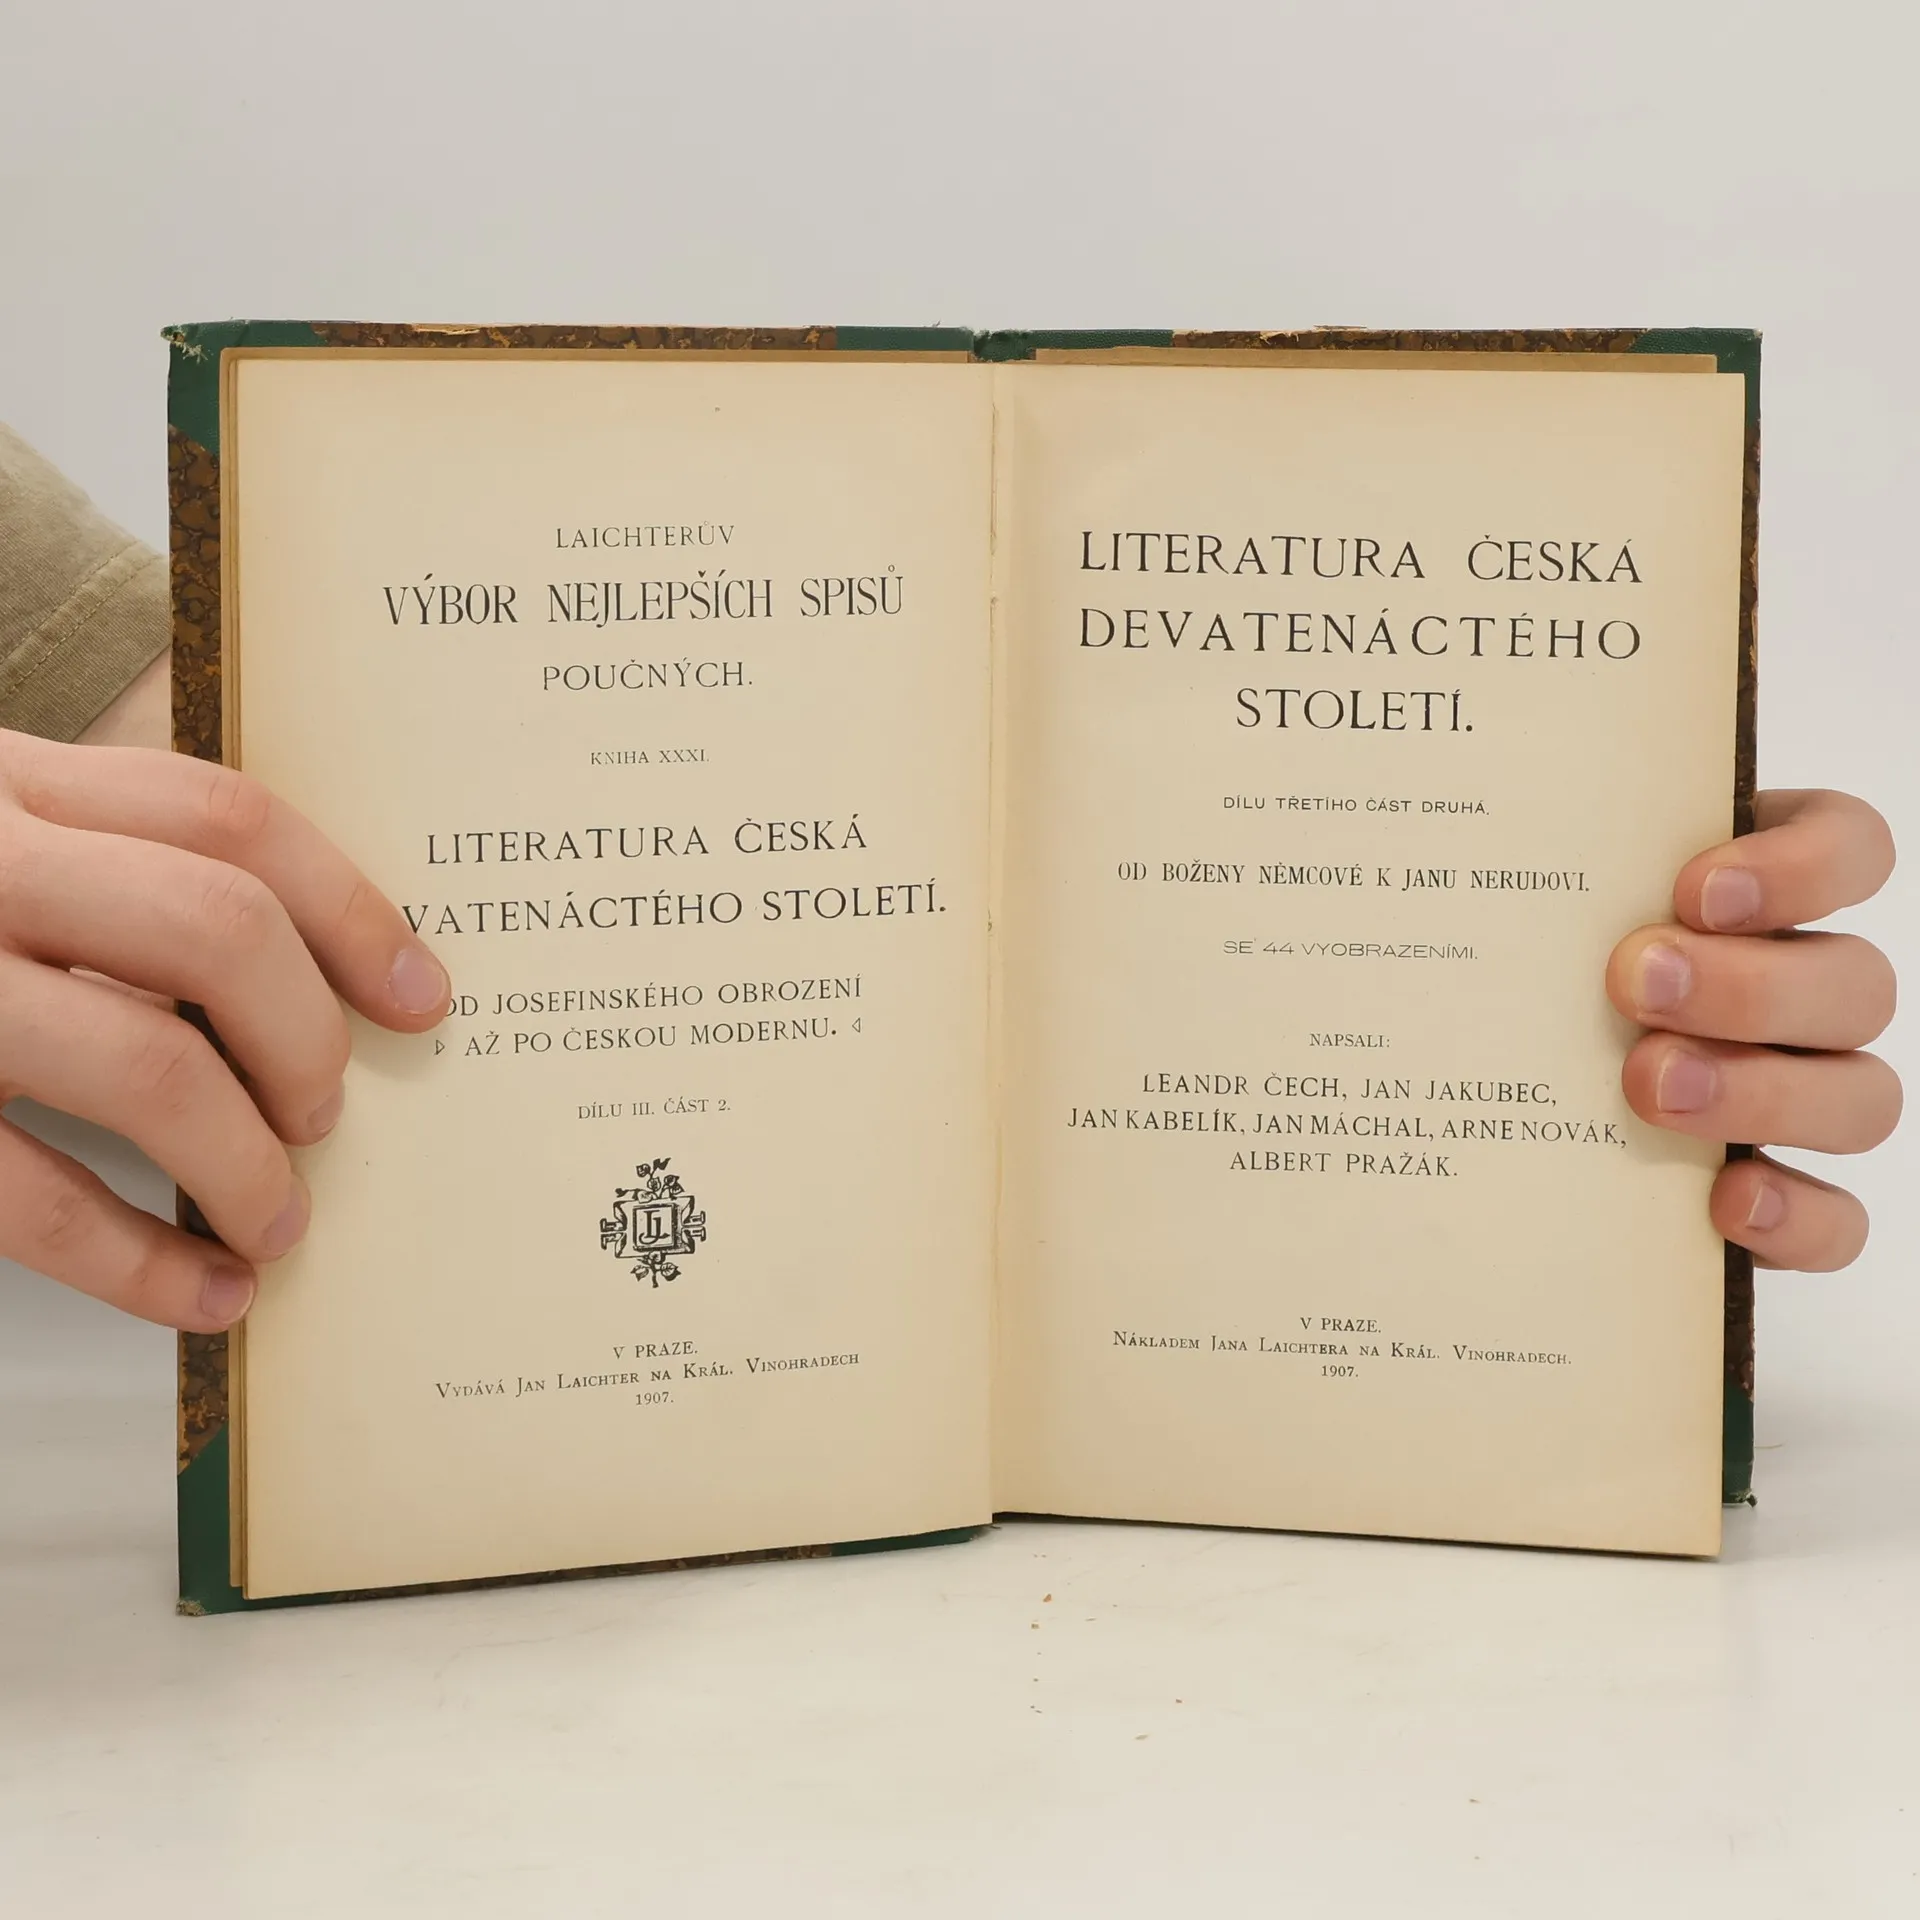 LAICHTERŮV
VÝBOR NEJLEPŠÍCH SPISŮ
POUČNÝCH.
KNIHA XXXI.
LITERATURA ČESKÁ
VATENÁCTÉHO STOLETÍ.
OD JOSEFINSKÉHO OBROZENÍ
AŽ PO ČESKOU MODERNU.
DÍLU III. ČÁST 2.
JL
V PRAZE.
VYDÁVÁ JAN LAICHTER NA KRÁL. VINOHRADECH
1907.
LITERATURA ČESKÁ
DEVATENÁCTÉHO
STOLETÍ.
DÍLU TŘETÍHO ČÁST DRUHÁ.
OD BOŽENY NĚMCOVÉ K JANU NERUDOVI.
SE 44 VYOBRAZENÍMI.
NAPSALI:
LEANDR ČECH, JAN JAKUBEC,
JAN KABELÍK, JAN MÁCHAL, ARNE NOVÁK,
ALBERT PRAŽÁK.
V PRAZE.
NÁKLADEM JANA LAICHTERA NA KRÁL. VINOHRADECH.
1907.